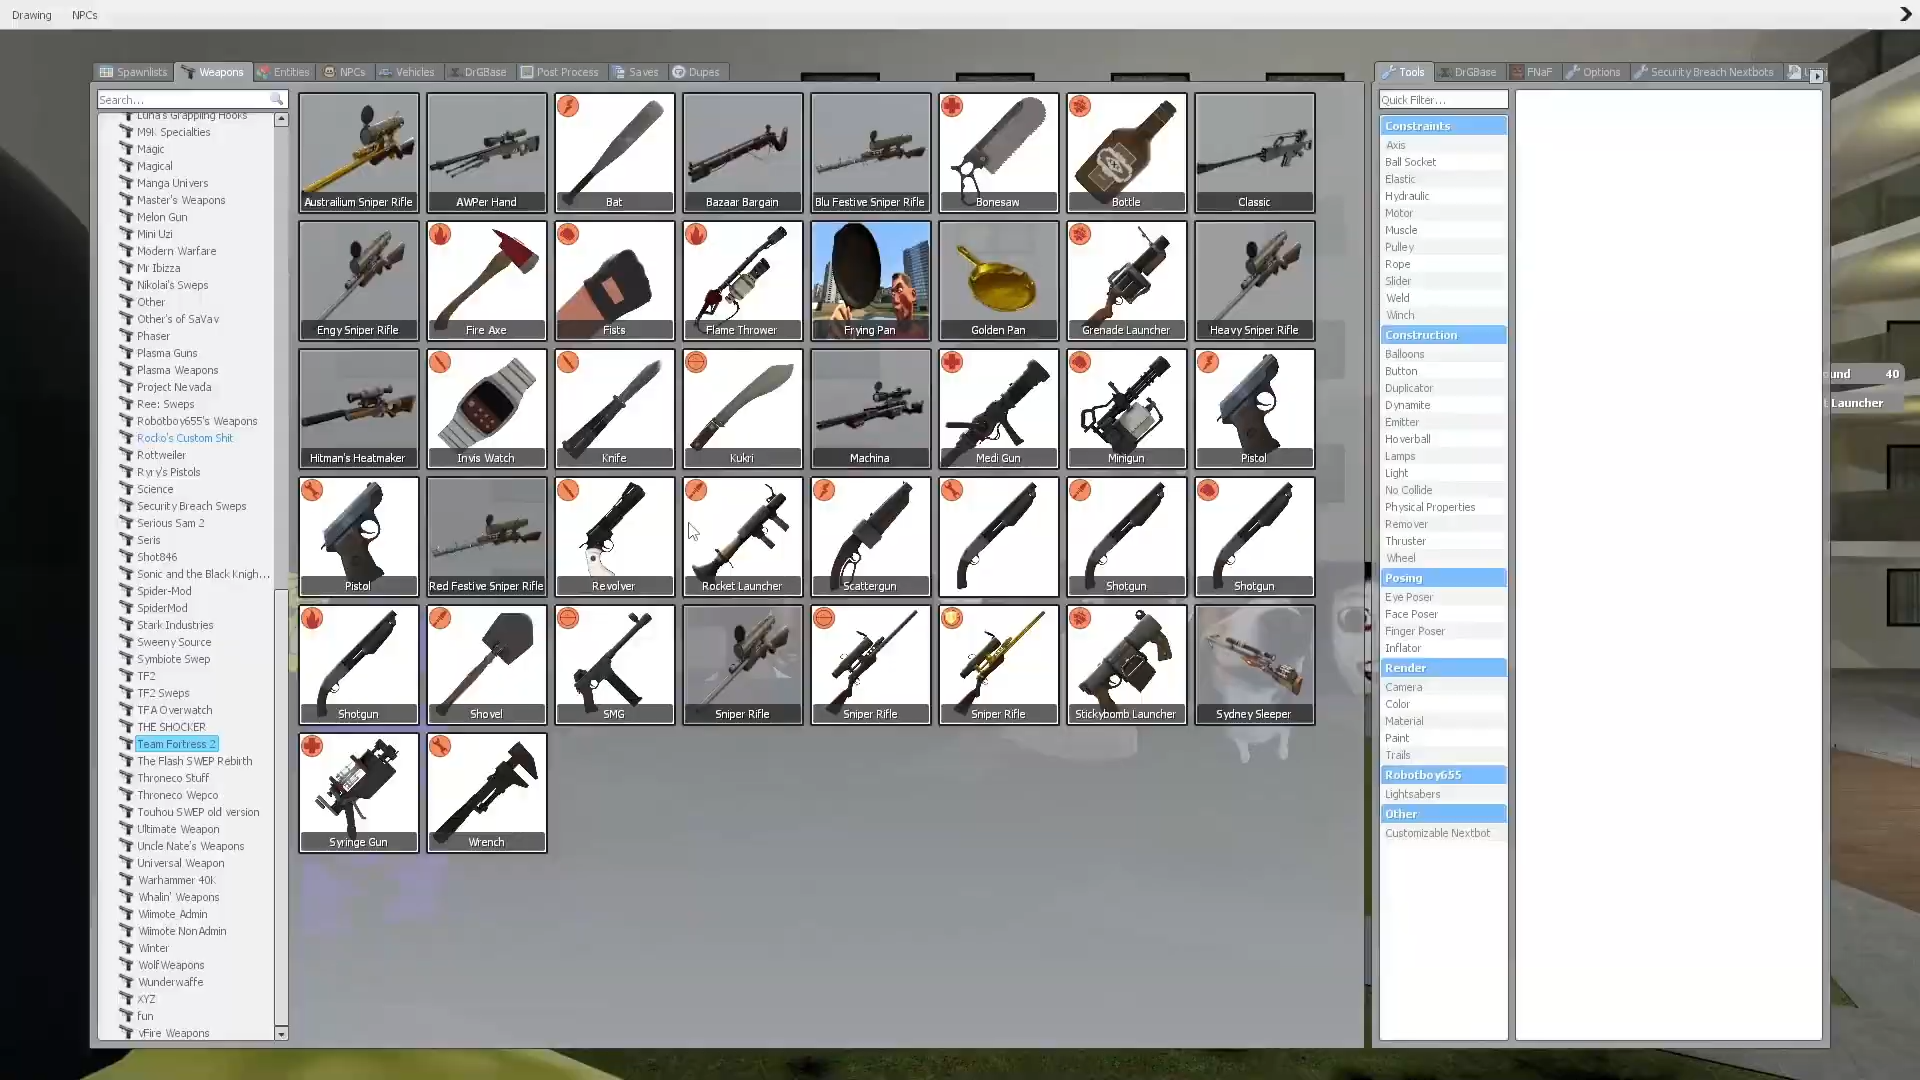 Drawing NPCs
Spawnlists Weapons Entities NPCs Vehicles DrGBase Post Process Saves Dupes
Tools DrGBase FNaF Options Security Breach Nextbots
Search...
Luna's Grappling Hooks
M9K Specialties
Magic
Magical
Manga Univers
Master's Weapons
Melon Gun
Mini Uzi
Modern Warfare
Mr Ibizza
Nikolai's Sweps
Other
Other's of SaVav
Phaser
Plasma Guns
Plasma Weapons
Project Nevada
Ree: Sweps
Robotboy655's Weapons
Rocko's Custom Shit
Rottweiler
Ryry's Pistols
Science
Security Breach Sweps
Serious Sam 2
Seris
Shot846
Sonic and the Black Knigh...
Spider-Mod
SpiderMod
Stark Industries
Sweeny Source
Symbiote Swep
TF2
TF2 Sweps
TFA Overwatch
THE SHOCKER
Team Fortress 2
The Flash SWEP Rebirth
Throneco Stuff
Throneco Wepco
Touhou SWEP old version
Ultimate Weapon
Uncle Nate's Weapons
Universal Weapon
Warhammer 40K
Whalin' Weapons
Wiimote Admin
Wiimote NonAdmin
Winter
WolfWeapons
Wunderwaffe
XYZ
fun
vFire Weapons
Austrailium Sniper Rifle
AWPer Hand
Bat
Bazaar Bargain
Blu Festive Sniper Rifle
Bonesaw
Bottle
Classic
Engy Sniper Rifle
Fire Axe
Fists
Flame Thrower
Frying Pan
Golden Pan
Grenade Launcher
Heavy Sniper Rifle
Hitman's Heatmaker
Invis Watch
Knife
Kukri
Machina
Medi Gun
Minigun
Pistol
Pistol
Red Festive Sniper Rifle
Revolver
Rocket Launcher
Scattergun
Shotgun
Shotgun
Shotgun
Shovel
SMG
Sniper Rifle
Sniper Rifle
Sniper Rifle
Stickybomb Launcher
Sydney Sleeper
Syringe Gun
Wrench
Quick Filter...
Constraints
Axis
Ball Socket
Elastic
Hydraulic
Motor
Muscle
Pulley
Rope
Slider
Weld
Winch
Construction
Balloons
Button
Duplicator
Dynamite
Emitter
Hoverball
Lamps
Light
No Collide
Physical Properties
Remover
Thruster
Wheel
Posing
Eye Poser
Face Poser
Finger Poser
Inflator
Render
Camera
Color
Material
Paint
Trails
Robotboy655
Lightsabers
Other
Customizable Nextbot
ound 40
Launcher